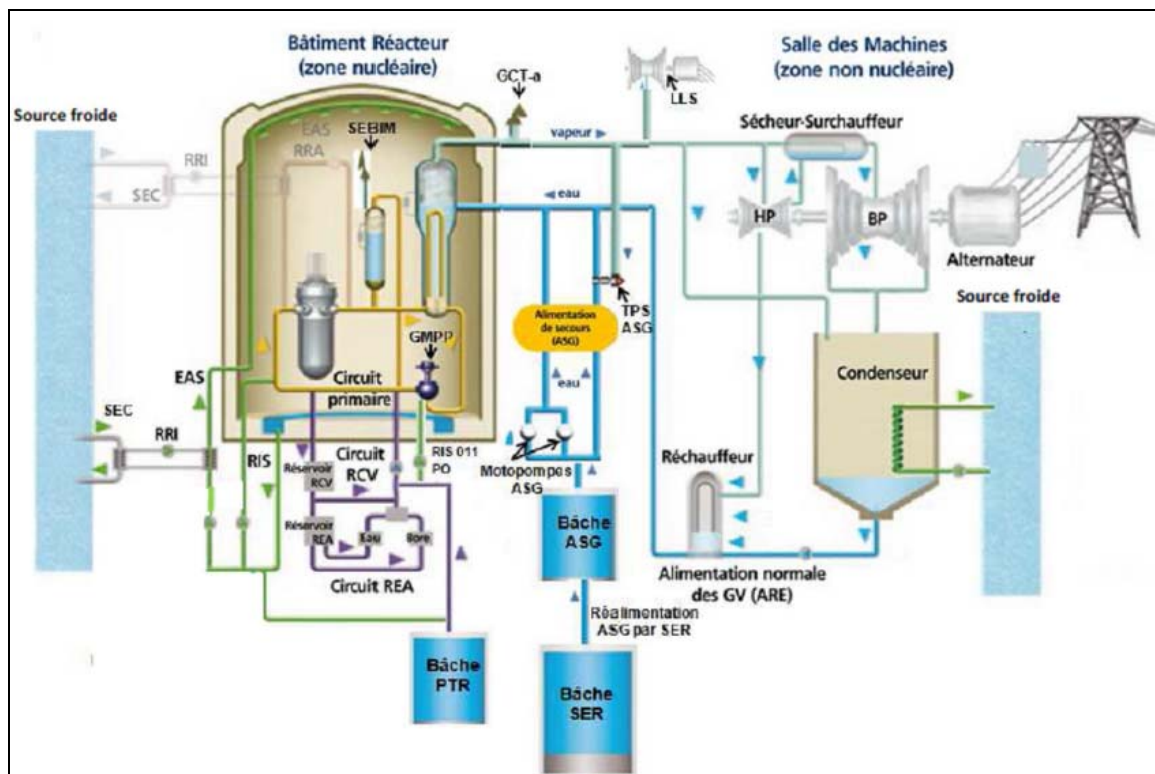 Bâtiment Réacteur
(zone nucléaire)
Salle des Machines
(zone non nucléaire)
GCT-a
LLS
Source froide
SEBIM
EAS
RRA
RRI
SEC
vapeur
Sécheur-Surchauffeur
eau
HP
BP
Alternateur
TPS
ASG
Source froide
Alimentation
de secours
(ASG)
GMPP
Circuit
primaire
EAS
SEC
RRI
RIS
eau
Condenseur
Réservoir
RCV
Circuit
RCV
RIS 011
PO
Motopompes
ASG
Réchauffeur
Réservoir
REA
Eau
Bore
Circuit REA
Bâche
ASG
Alimentation normale
des GV (ARE)
Réalimentation
ASG par SER
Bâche
PTR
Bâche
SER